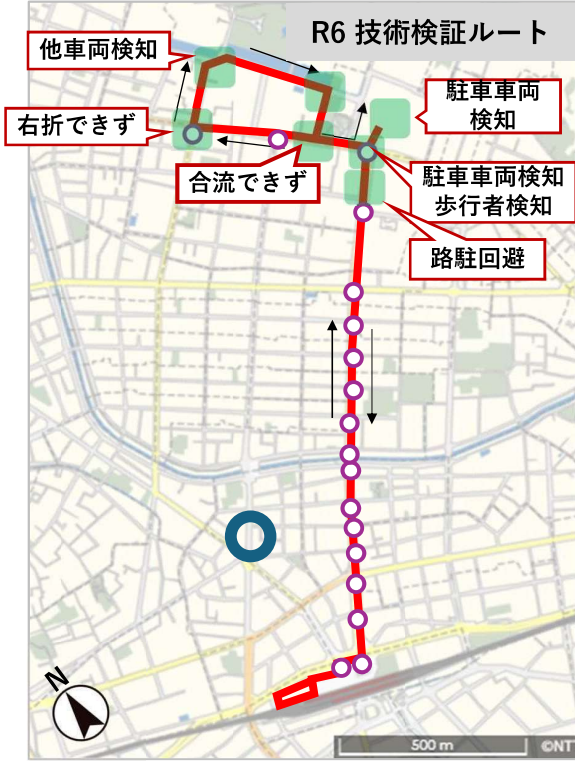 R6 技術検証ルート
他車両検知
駐車車両
検知
右折できず
合流できず
駐車車両検知
歩行者検知
路駐回避
N
500 m
©NTT